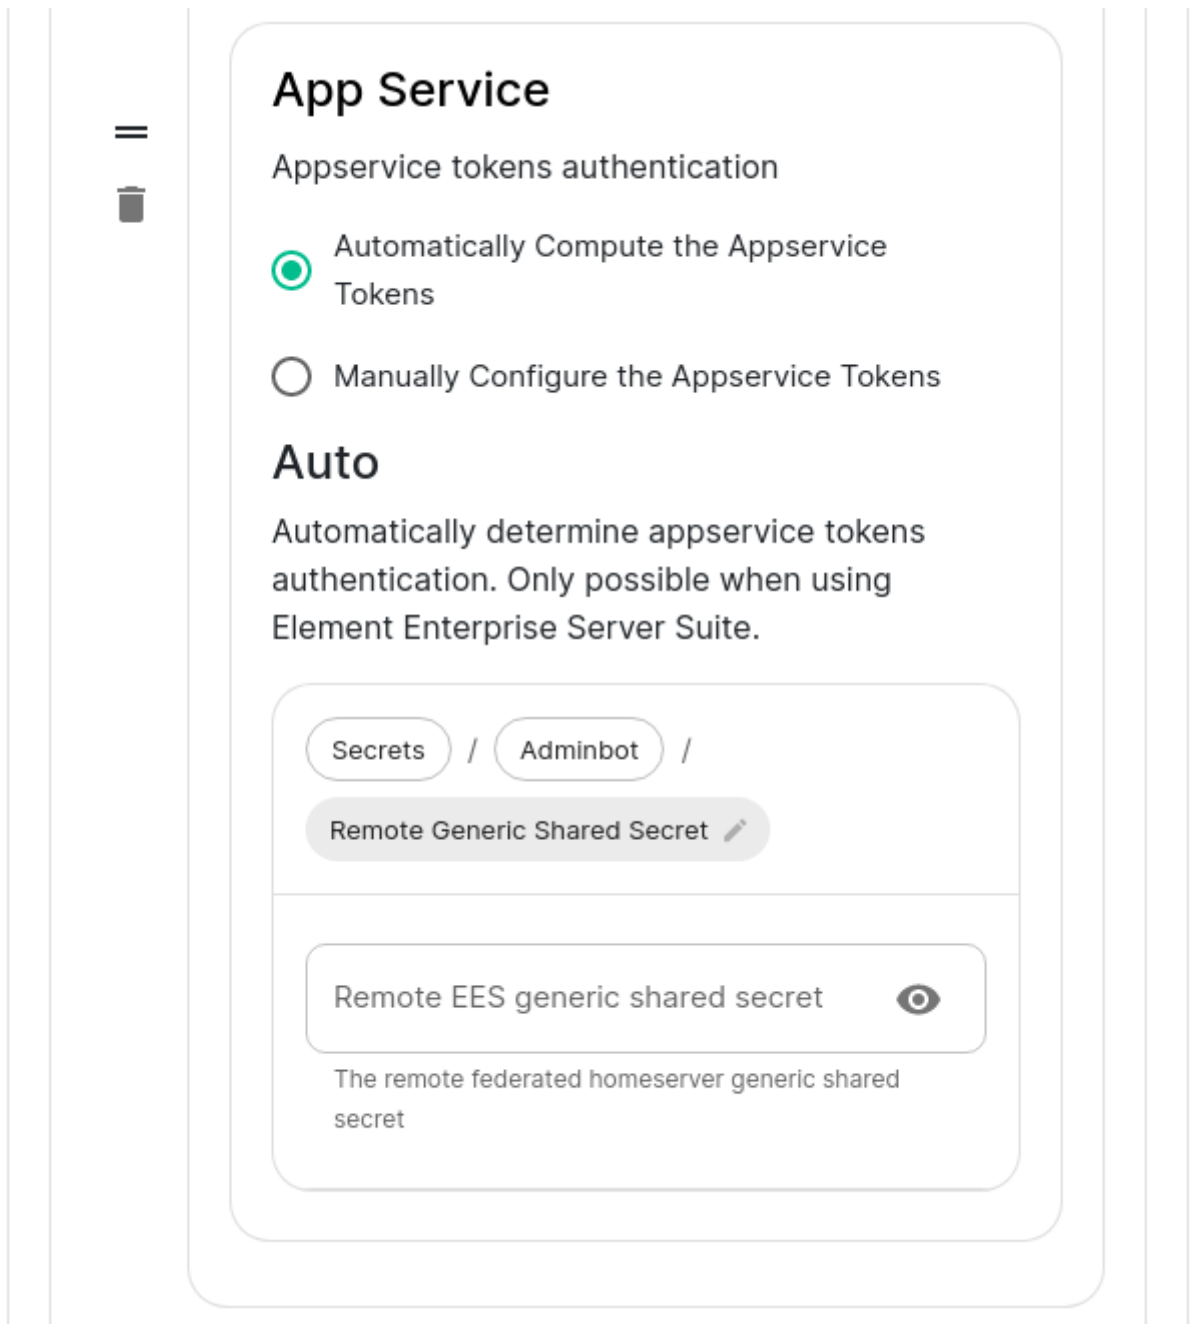 App Service
Appservice tokens authentication
Automatically Compute the Appservice
Tokens
Manually Configure the Appservice Tokens
Auto
Automatically determine appservice tokens
authentication. Only possible when using
Element Enterprise Server Suite.
Secrets / Adminbot /
Remote Generic Shared Secret
Remote EES generic shared secret
The remote federated homeserver generic shared
secret